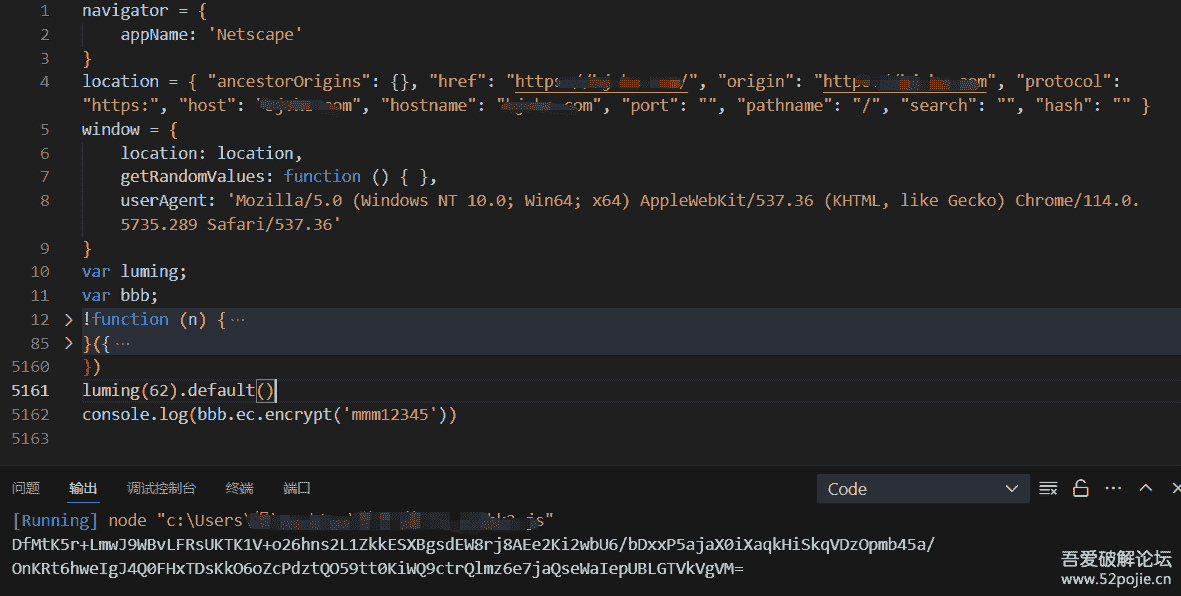 1 navigator = {
2 appName: 'Netscape'
3 }
4 location = { "ancestorOrigins": {}, "href": "https /", "origin": " ", "protocol":
"https:", "host": " ", "hostname": " .com", "port": "", "pathname": "/", "search": "", "hash": "" }
5 window = {
6 location: location,
7 getRandomValues: function () { },
8 userAgent: 'Mozilla/5.0 (Windows NT 10.0; Win64; x64) AppleWebKit/537.36 (KHTML, like Gecko) Chrome/114.0.
5735.289 Safari/537.36'
9 }
10 var luming;
11 var bbb;
12 !function (n) { ⋯
85 }({ ⋯
5160 })
5161 luming(62).default()
5162 console.log(bbb.ec.encrypt('mmm12345'))
5163
问题 输出 调试控制台 终端 端口 Code
[Running] node "c:\Users\ js"
DfMtK5r+LmwJ9WBvLFRsUKTK1V+o26hns2L1ZkkESXBgsdEW8rj8AEe2Ki2wbU6/bDxxP5ajaX0iXaqkHiSkqVDzOpmb45a/
OnKRt6hweIgJ4Q0FHxTDsKkO6oZcPdztQO59tt0KiWQ9ctrQlmz6e7jaQseWaIepUBLGTVkVgVM=
吾爱破解论坛
www.52pojie.cn